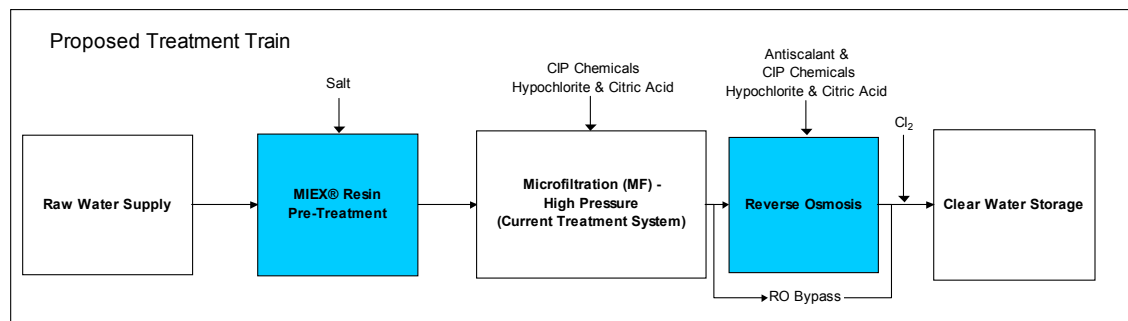 Proposed Treatment Train
Salt
CIP Chemicals
Hypochlorite & Citric Acid
Antiscalant &
CIP Chemicals
Hypochlorite & Citric Acid
Cl₂
Raw Water Supply
MIEX® Resin
Pre-Treatment
Microfiltration (MF) -
High Pressure
(Current Treatment System)
Reverse Osmosis
Clear Water Storage
RO Bypass